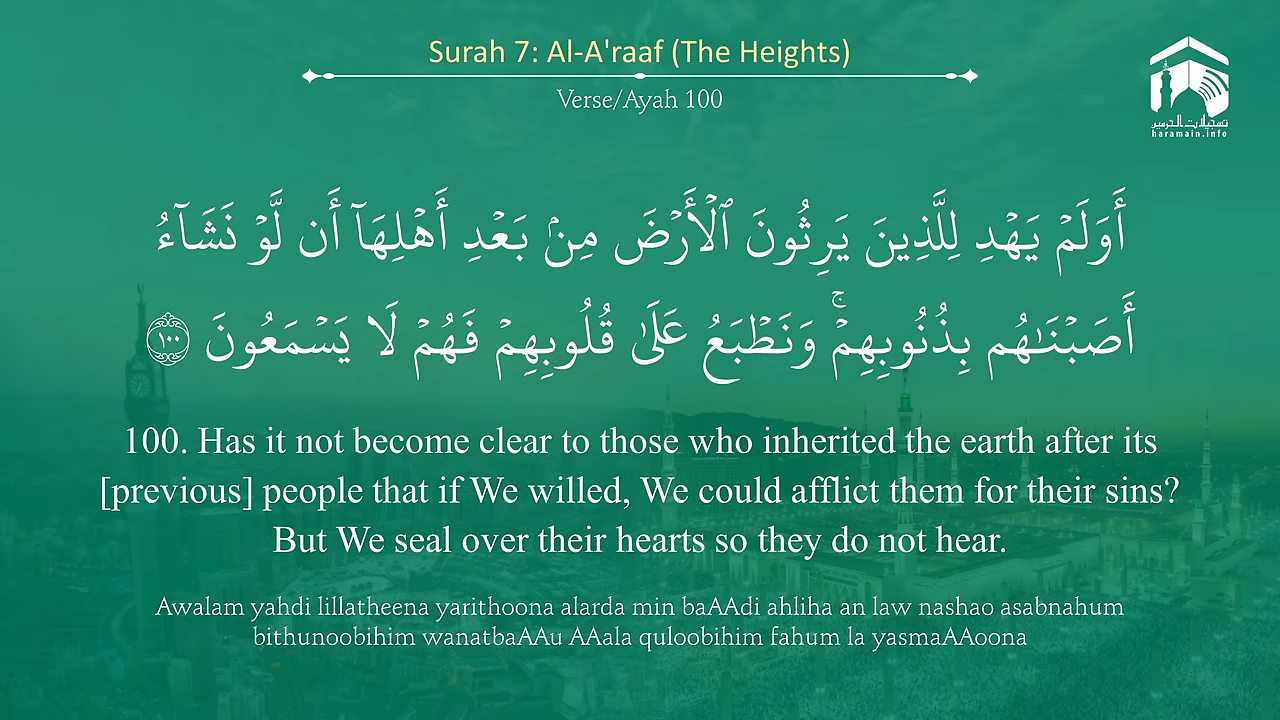 Surah 7: Al-A'raaf (The Heights)
Verse/Ayah 100
تسجيلات الحرمين
haramain.info
أَوَلَمۡ يَهۡدِ لِلَّذِينَ يَرِثُونَ ٱلۡأَرۡضَ مِنۢ بَعۡدِ أَهۡلِهَآ أَن لَّوۡ نَشَآءُ
أَصَبۡنَٰهُم بِذُنُوبِهِمۡۚ وَنَطۡبَعُ عَلَىٰ قُلُوبِهِمۡ فَهُمۡ لَا يَسۡمَعُونَ ١٠٠
100. Has it not become clear to those who inherited the earth after its
[previous] people that if We willed, We could afflict them for their sins?
But We seal over their hearts so they do not hear.
Awalam yahdi lillatheena yarithoona alarda min baAAdi ahliha an law nashao asabnahum
bithunoobihim wanatbaAAu AAala quloobihim fahum la yasmaAAoona